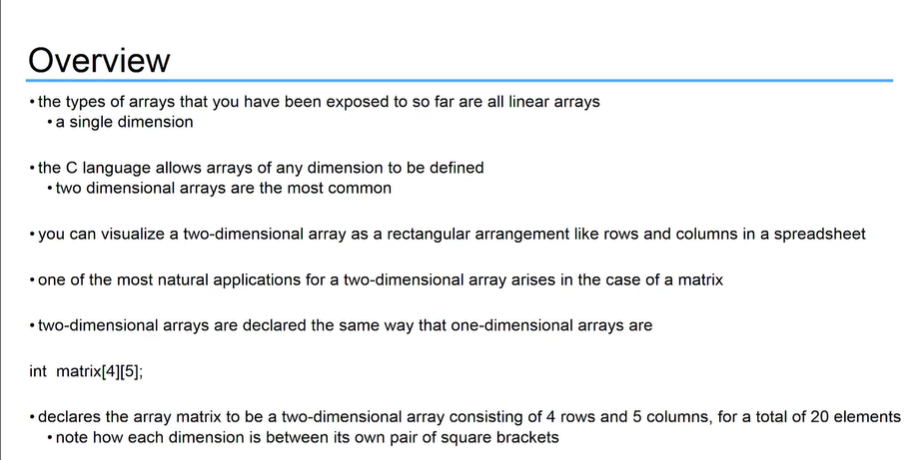 Overview
•the types of arrays that you have been exposed to so far are all linear arrays
•a single dimension
•the C language allows arrays of any dimension to be defined
•two dimensional arrays are the most common
•you can visualize a two-dimensional array as a rectangular arrangement like rows and columns in a spreadsheet
•one of the most natural applications for a two-dimensional array arises in the case of a matrix
•two-dimensional arrays are declared the same way that one-dimensional arrays are
int matrix[4][5];
•declares the array matrix to be a two-dimensional array consisting of 4 rows and 5 columns, for a total of 20 elements
•note how each dimension is between its own pair of square brackets